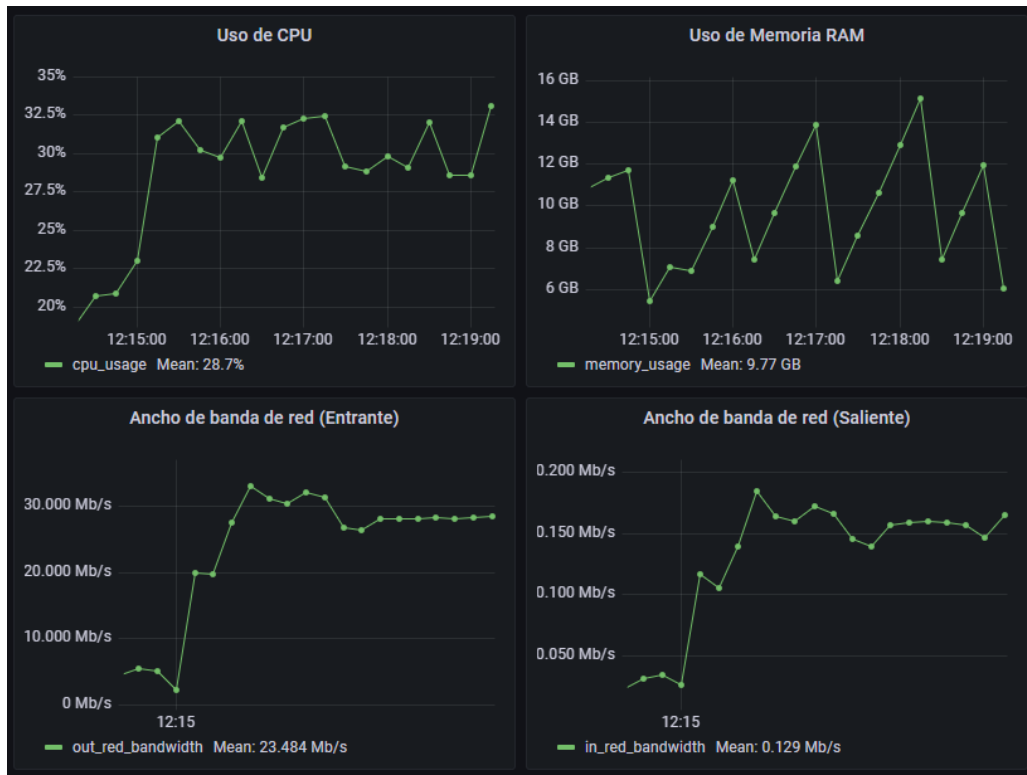 Uso de CPU
35%
32.5%
30%
27.5%
25%
22.5%
20%
12:15:00 12:16:00 12:17:00 12:18:00 12:19:00
cpu_usage Mean: 28.7%
Uso de Memoria RAM
16 GB
14 GB
12 GB
10 GB
8 GB
6 GB
12:15:00 12:16:00 12:17:00 12:18:00 12:19:00
memory_usage Mean: 9.77 GB
Ancho de banda de red (Entrante)
30.000 Mb/s
20.000 Mb/s
10.000 Mb/s
0 Mb/s
12:15
out_red_bandwidth Mean: 23.484 Mb/s
Ancho de banda de red (Saliente)
0.200 Mb/s
0.150 Mb/s
0.100 Mb/s
0.050 Mb/s
12:15
in_red_bandwidth Mean: 0.129 Mb/s